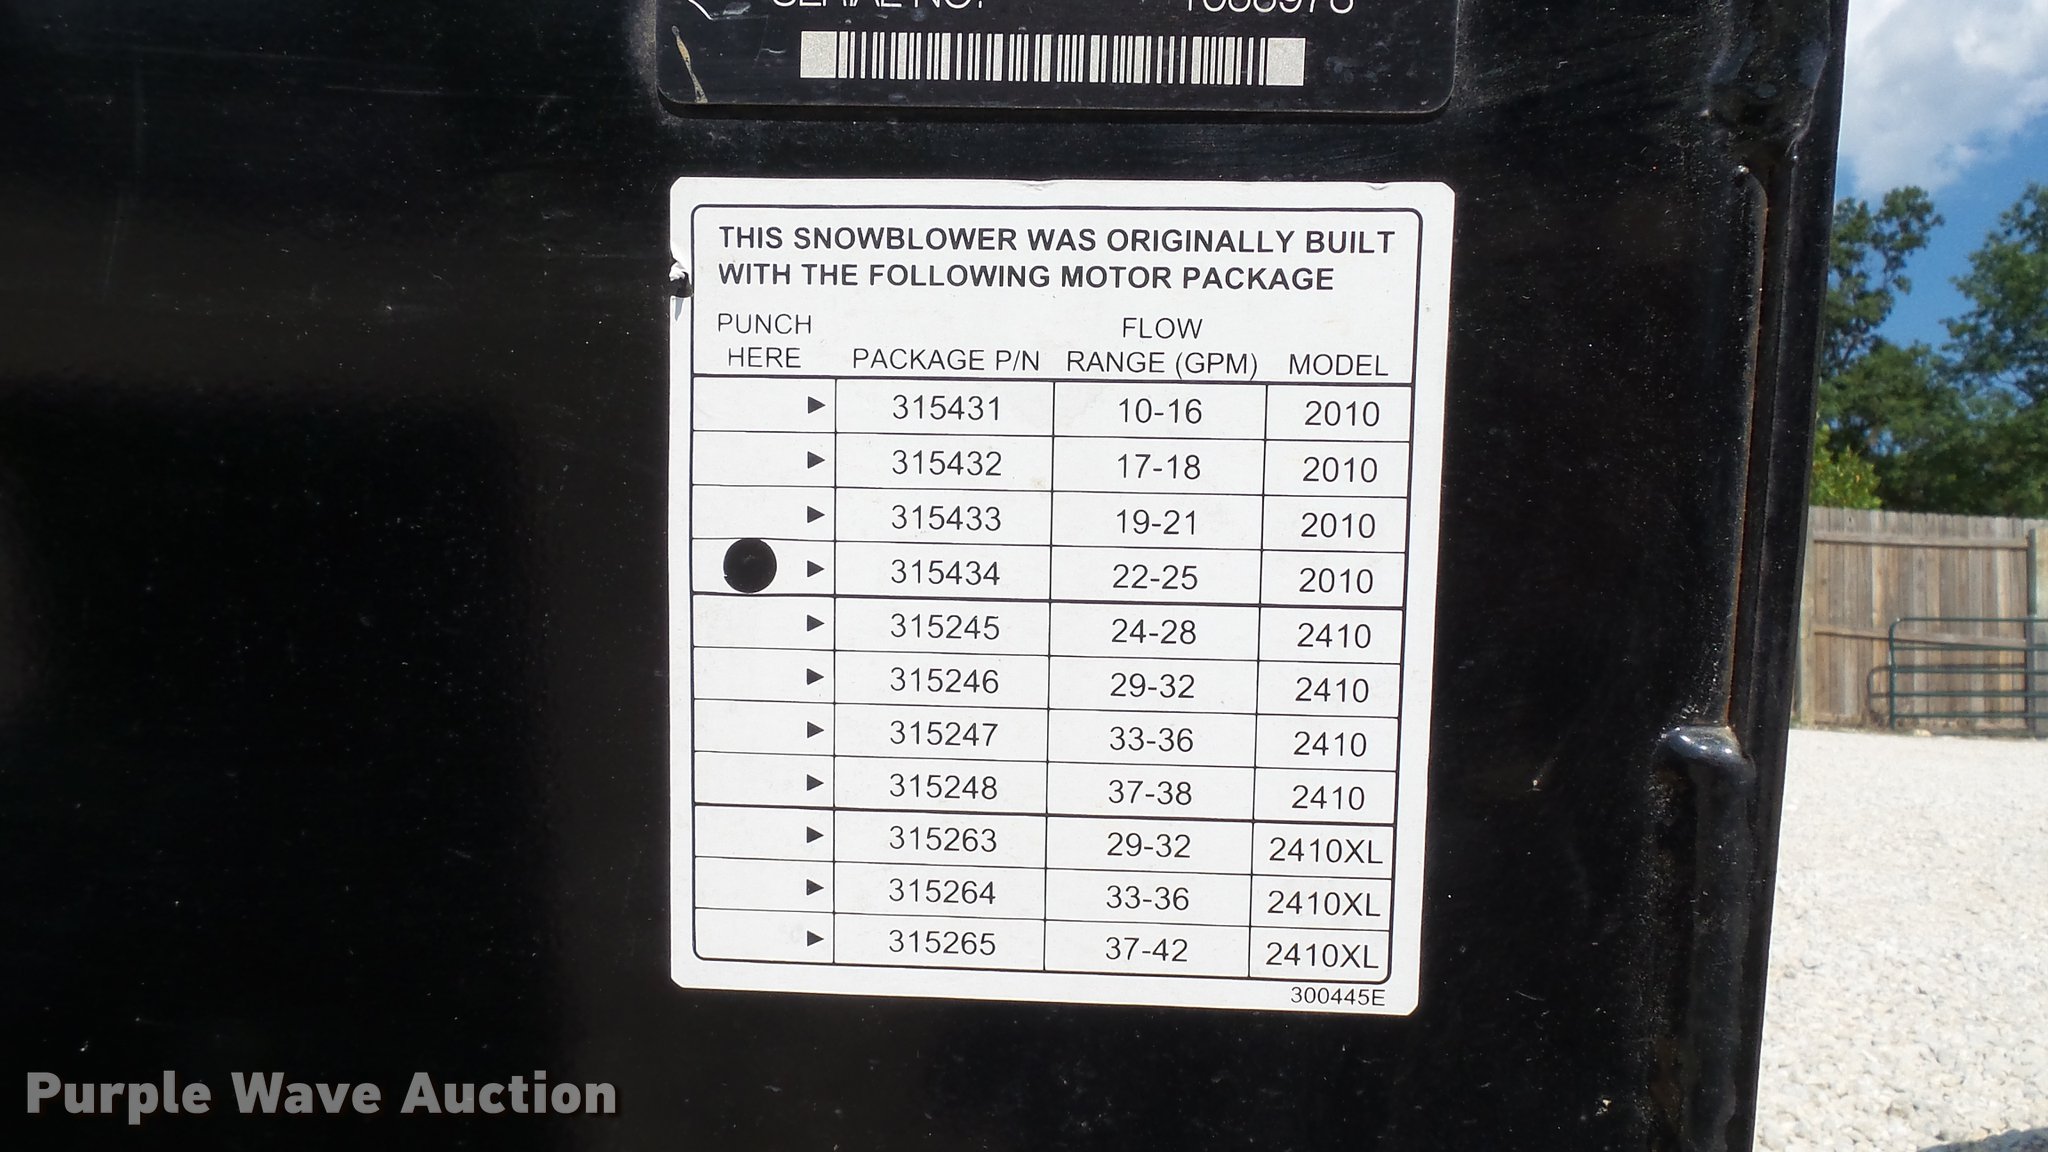 SERIAL NO.
THIS SNOWBLOWER WAS ORIGINALLY BUILT
WITH THE FOLLOWING MOTOR PACKAGE
PUNCH HERE PACKAGE P/N FLOW RANGE (GPM) MODEL
▶ 315431 10-16 2010
▶ 315432 17-18 2010
▶ 315433 19-21 2010
▶ 315434 22-25 2010
▶ 315245 24-28 2410
▶ 315246 29-32 2410
▶ 315247 33-36 2410
▶ 315248 37-38 2410
▶ 315263 29-32 2410XL
▶ 315264 33-36 2410XL
▶ 315265 37-42 2410XL
300445E
Purple Wave Auction